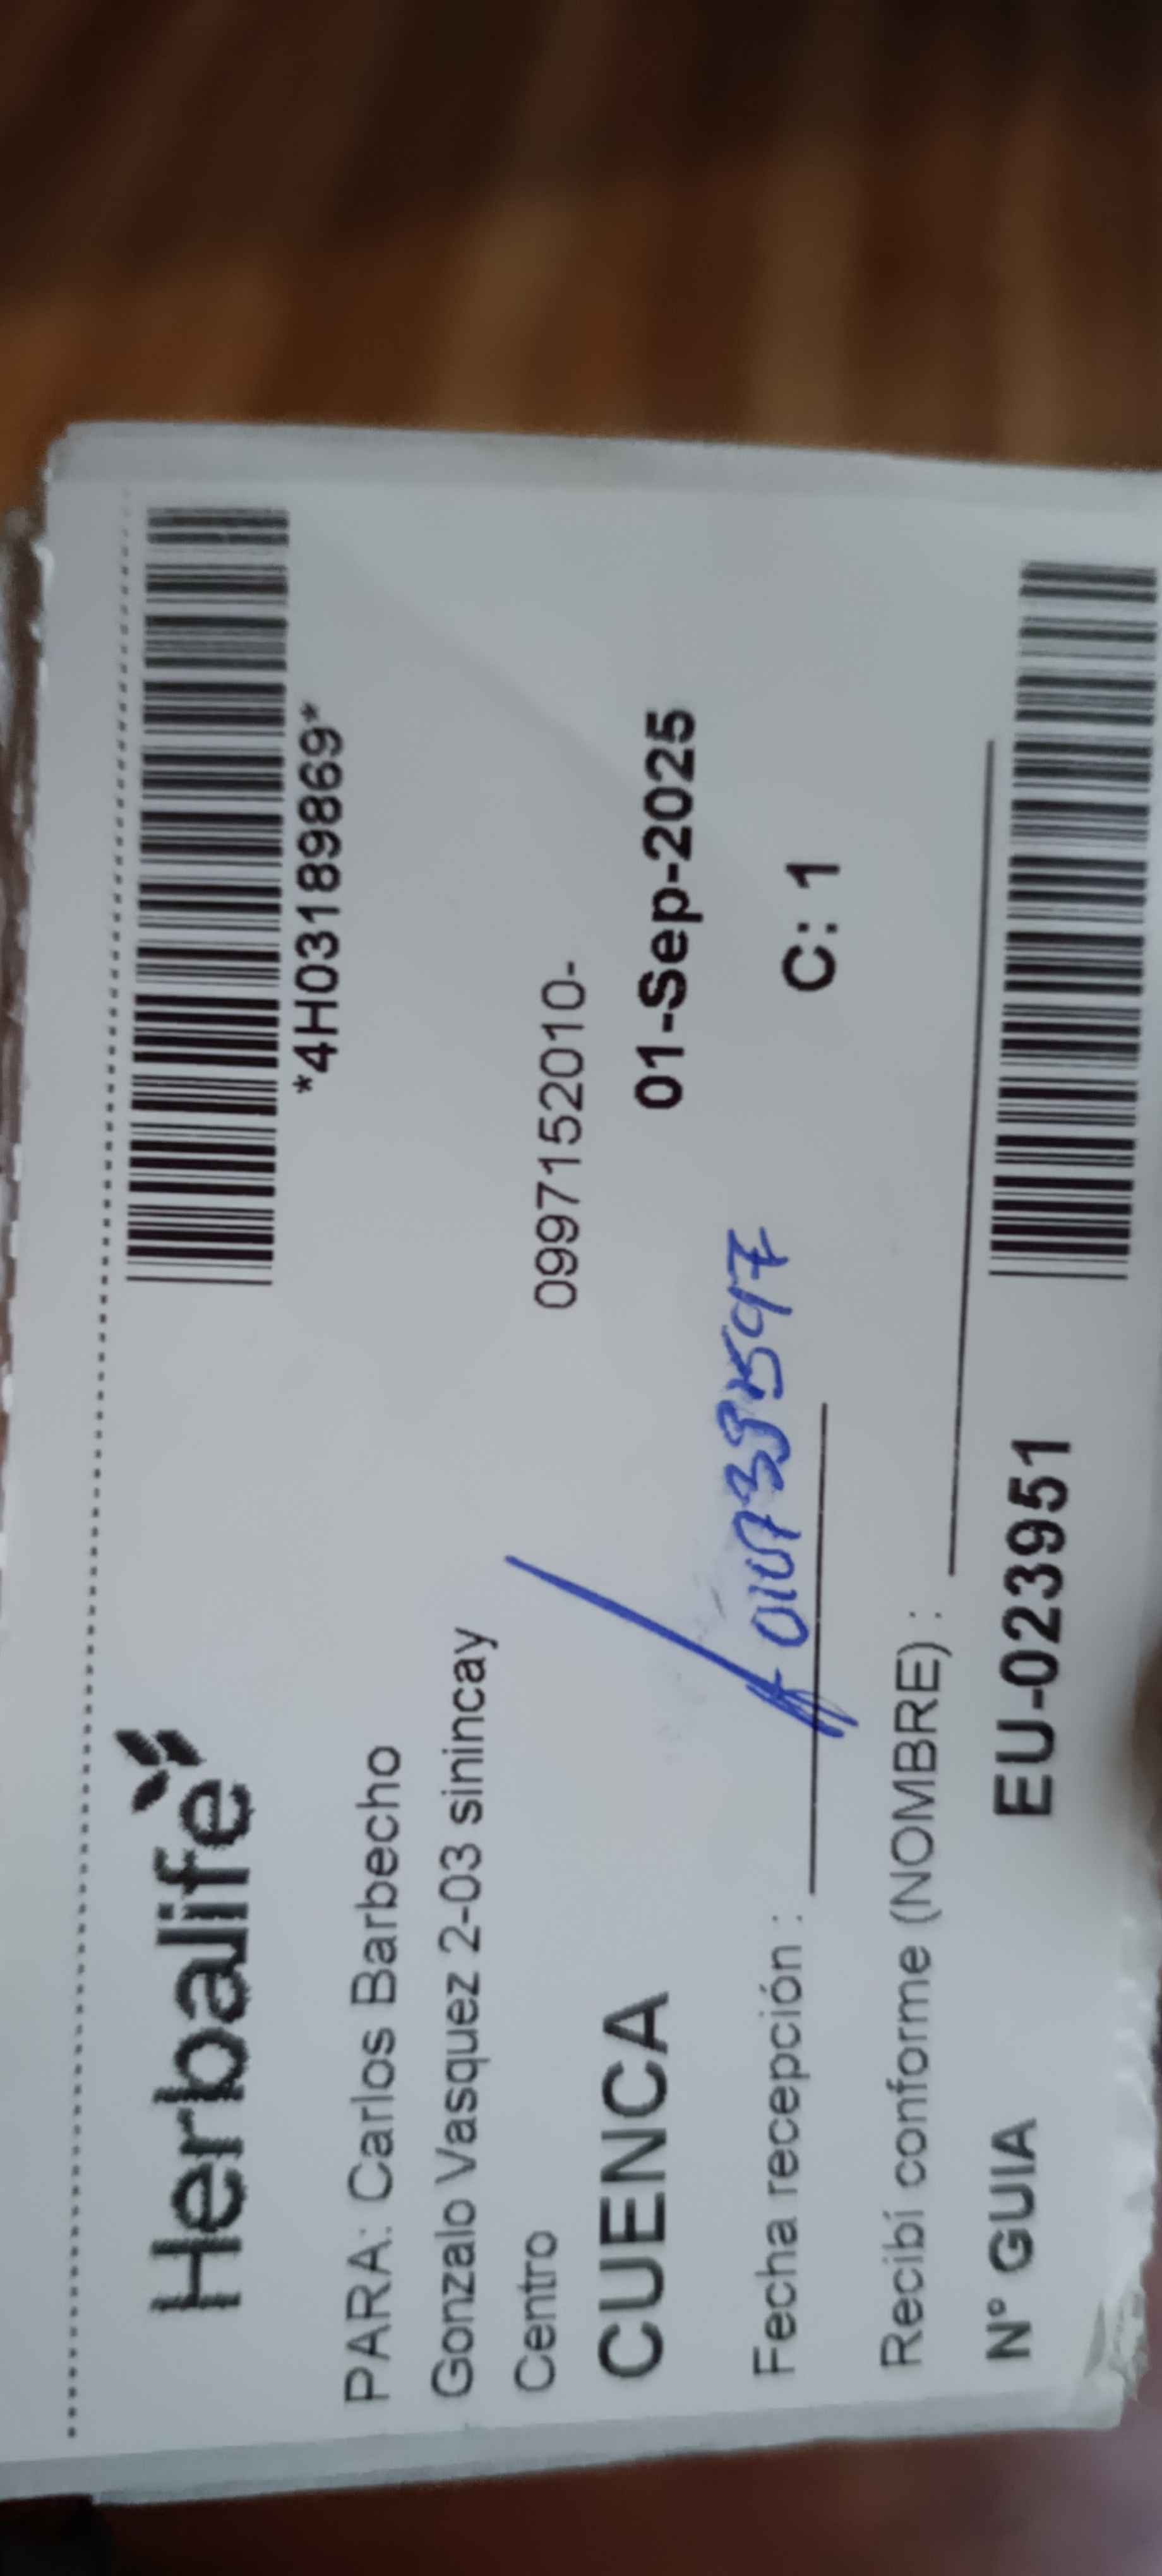 Herbalife
*4H03189869*
PARA: Carlos Barbecho
Gonzalo Vasquez 2-03 sinincay
Centro
0997152010-
CUENCA
01-Sep-2025
C: 1
Fecha recepción :
Recibí conforme (NOMBRE) :
N° GUIA EU-023951